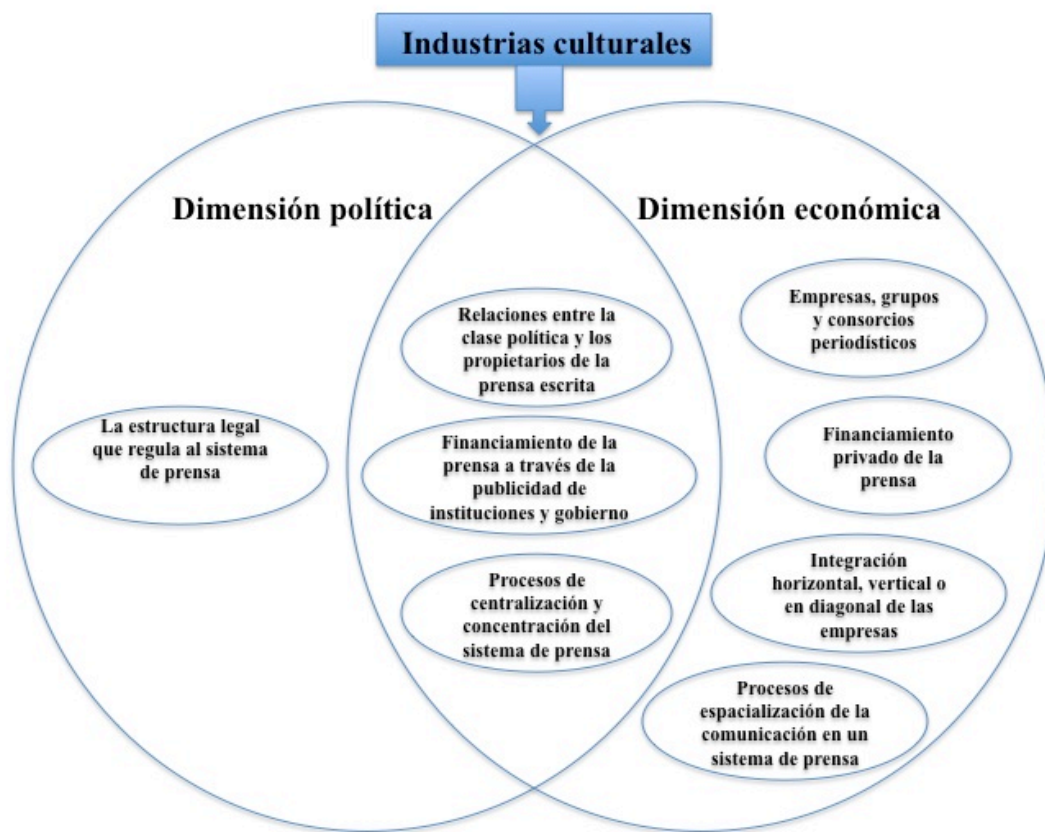 Industrias culturales
Dimensión política
Dimensión económica
La estructura legal
que regula al sistema
de prensa
Relaciones entre la
clase política y los
propietarios de la
prensa escrita
Financiamiento de la
prensa a través de la
publicidad de
instituciones y gobierno
Procesos de
centralización y
concentración del
sistema de prensa
Empresas, grupos
y consorcios
periodísticos
Financiamiento
privado de la
prensa
Integración
horizontal, vertical o
en diagonal de las
empresas
Procesos de
espacialización de la
comunicación en un
sistema de prensa